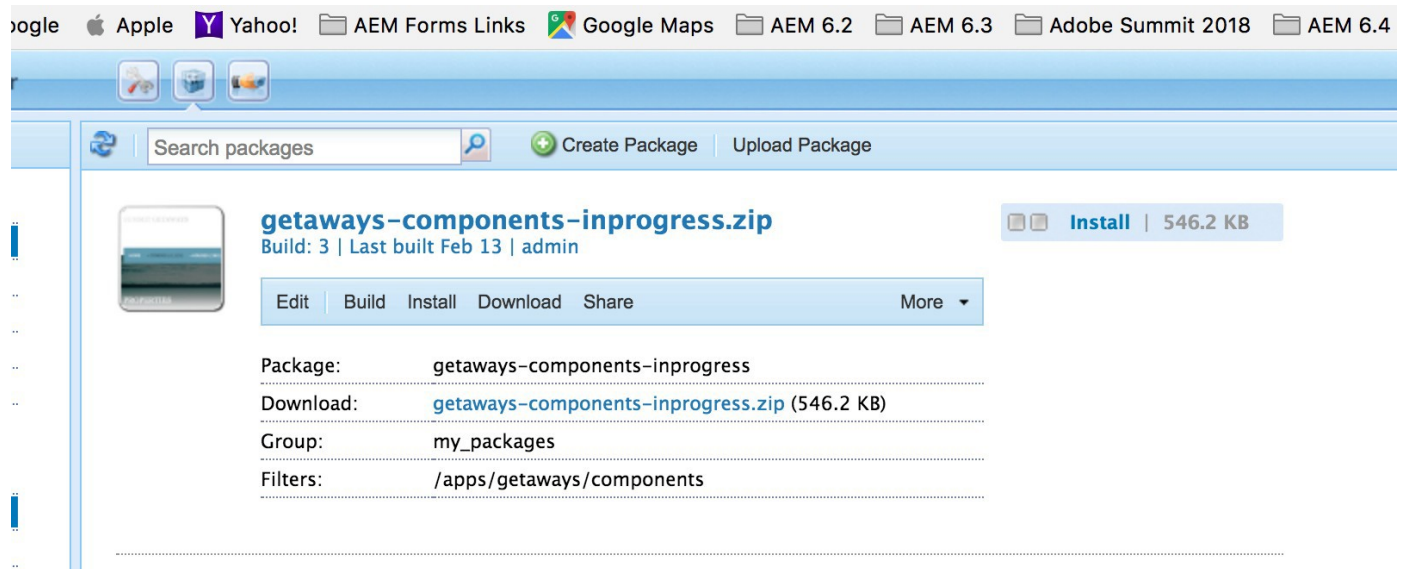 Apple Yahoo! AEM Forms Links Google Maps AEM 6.2 AEM 6.3 Adobe Summit 2018 AEM 6.4
Search packages Create Package Upload Package
getaways-components-inprogress.zip Install | 546.2 KB
Build: 3 | Last built Feb 13 | admin
Edit Build Install Download Share More
Package: getaways-components-inprogress
Download: getaways-components-inprogress.zip (546.2 KB)
Group: my_packages
Filters: /apps/getaways/components
PROPERTIES